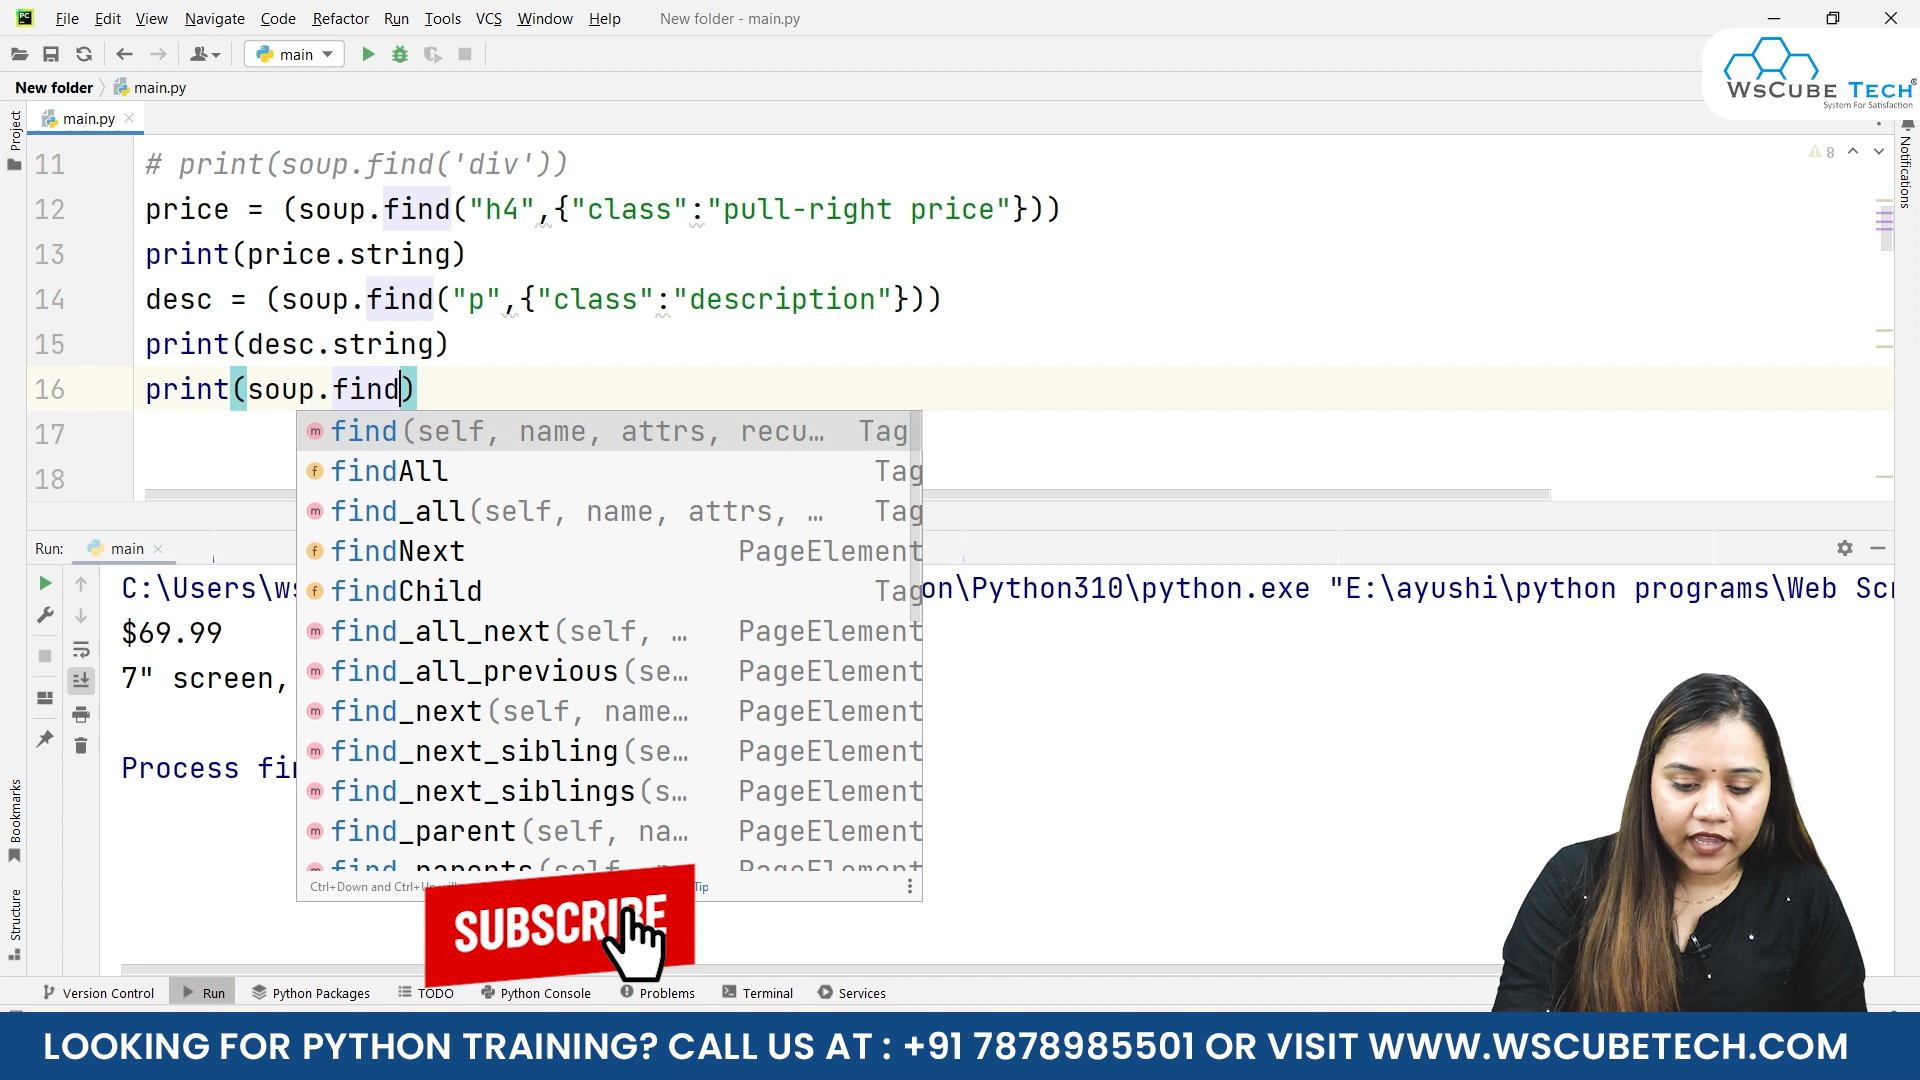 File Edit View Navigate Code Refactor Run Tools VCS Window Help New folder - main.py
main
WsCube Tech®
System For Satisfaction
New folder main.py
main.py
Project
Notifications
8
11 # print(soup.find('div'))
12 price = (soup.find("h4",{"class":"pull-right price"}))
13 print(price.string)
14 desc = (soup.find("p",{"class":"description"}))
15 print(desc.string)
16 print(soup.find)
17
18
find(self, name, attrs, recu... Tag
findAll Tag
find_all(self, name, attrs, ... Tag
findNext PageElement
findChild Tag
find_all_next(self, ... PageElement
find_all_previous(se... PageElement
find_next(self, name... PageElement
find_next_sibling(se... PageElement
find_next_siblings(s... PageElement
find_parent(self, na... PageElement
find_parents(self, PageElement
Ctrl+Down and Ctrl+U Tip
Run: main
C:\Users\ws on\Python310\python.exe "E:\ayushi\python programs\Web Scr
$69.99
7" screen,
Process fin
Bookmarks
Structure
SUBSCRIBE
Version Control Run Python Packages TODO Python Console Problems Terminal Services
LOOKING FOR PYTHON TRAINING? CALL US AT : +91 7878985501 OR VISIT WWW.WSCUBETECH.COM